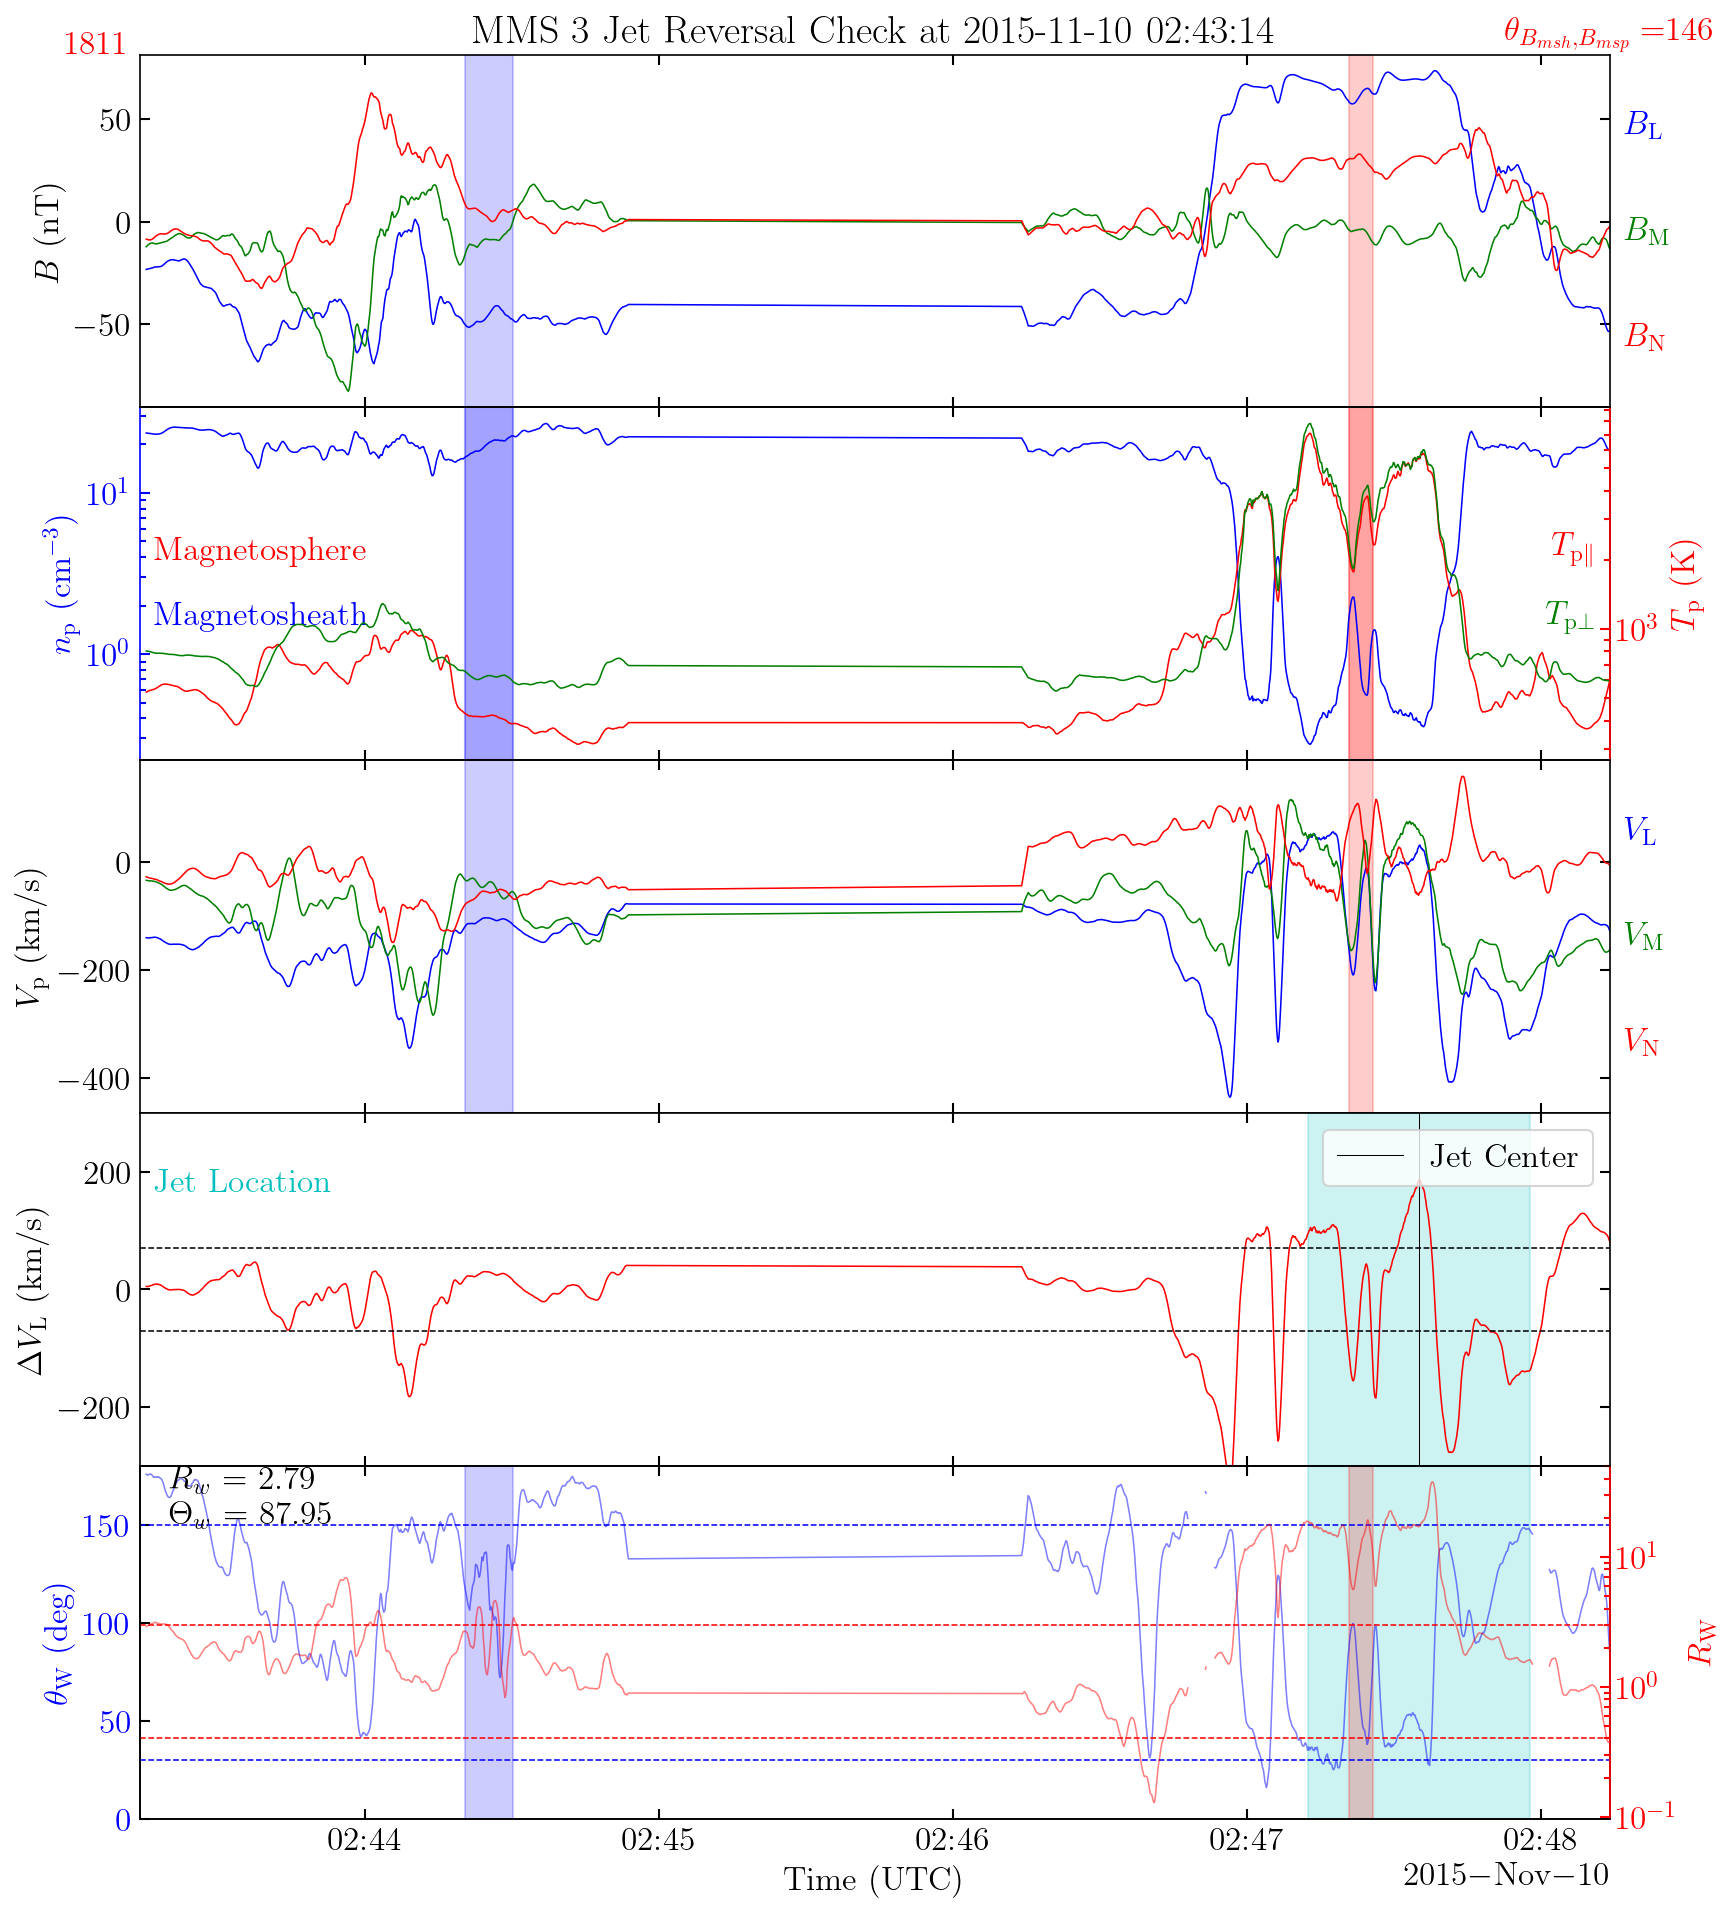 1811
MMS 3 Jet Reversal Check at 2015-11-10 02:43:14
θ_{B_{msh},B_{msp}} =146
B (nT)
50
0
−50
B_L
B_M
B_N
n_p (cm^{−3})
10^1
10^0
Magnetosphere
Magnetosheath
T_{p∥}
T_{p⊥}
10^3
T_p (K)
V_p (km/s)
0
−200
−400
V_L
V_M
V_N
ΔV_L (km/s)
200
0
−200
Jet Location
Jet Center
R_w = 2.79
Θ_w = 87.95
θ_W (deg)
150
100
50
0
10^1
10^0
10^{−1}
R_W
02:44 02:45 02:46 02:47 02:48
Time (UTC)
2015−Nov−10